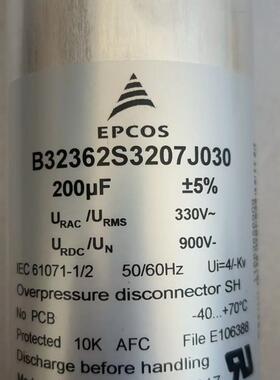 EPCOS
B32362S3207J030
200µF ±5%
URAC /URMS 330V~
URDC /UN 900V-
IEC 61071-1/2 50/60Hz Ui=4/-Kv
Overpressure disconnector SH
No PCB -40...+70°C
Protected 10K AFC File E106388
Discharge before handling